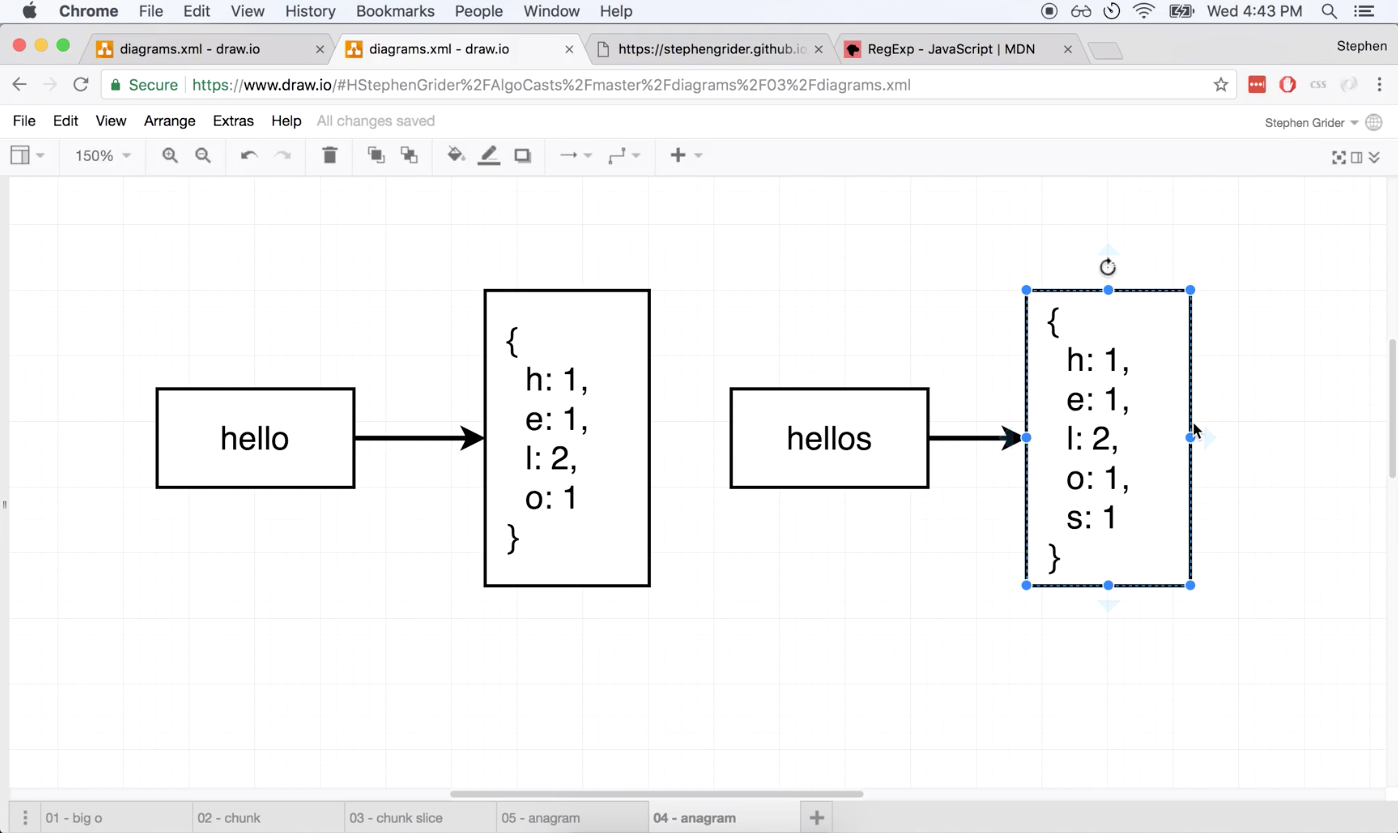 Chrome File Edit View History Bookmarks People Window Help Wed 4:43 PM
diagrams.xml - draw.io × diagrams.xml - draw.io × https://stephengrider.github.io × RegExp - JavaScript | MDN × Stephen
Secure https://www.draw.io/#HStephenGrider%2FAlgoCasts%2Fmaster%2Fdiagrams%2F03%2Fdiagrams.xml CSS
File Edit View Arrange Extras Help All changes saved Stephen Grider
150%
hello
{
h: 1,
e: 1,
l: 2,
o: 1
}
hellos
{
h: 1,
e: 1,
l: 2,
o: 1,
s: 1
}
01 - big o 02 - chunk 03 - chunk slice 05 - anagram 04 - anagram